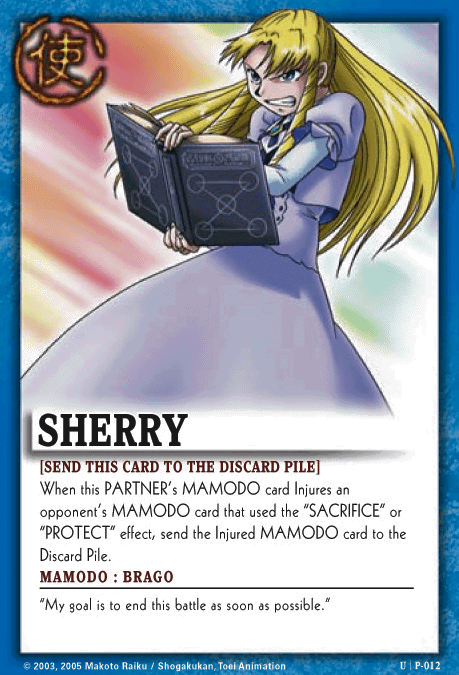 使
SHERRY
[SEND THIS CARD TO THE DISCARD PILE]
When this PARTNER's MAMODO card Injures an
opponent's MAMODO card that used the "SACRIFICE" or
"PROTECT" effect, send the Injured MAMODO card to the
Discard Pile.
MAMODO : BRAGO
"My goal is to end this battle as soon as possible."
© 2003, 2005 Makoto Raiku / Shogakukan, Toei Animation
U | P-012